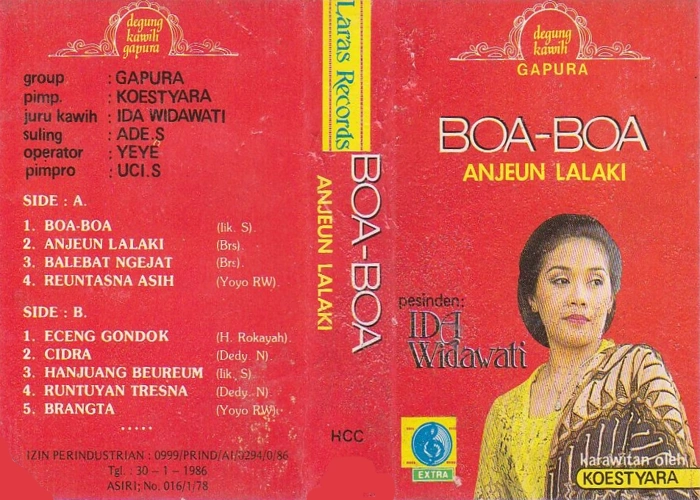 degung
kawih
gapura
group : GAPURA
pimp. : KOESTYARA
juru kawih : IDA WIDAWATI
suling : ADE.S
operator : YEYE
pimpro : UCI.S
SIDE : A.
1. BOA-BOA (Iik. S).
2. ANJEUN LALAKI (Brs)
3. BALEBAT NGEJAT (Brs).
4. REUNTASNA ASIH (Yoyo RW).
SIDE : B.
1. ECENG GONDOK (H. Rokayah)
2. CIDRA (Dedy. N).
3. HANJUANG BEUREUM (Iik. S)
4. RUNTUYAN TRESNA (Dedy. N)
5. BRANGTA (Yoyo RW)
.....
IZIN PERINDUSTRIAN : 0999/PRIND/AI/0294/0/86
Tgl. 30 - 1 - 1986
ASIRI; No. 016/1/78
Laras Records
BOA-BOA
ANJEUN LALAKI
HCC
degung
kawih
GAPURA
BOA-BOA
ANJEUN LALAKI
pesinden:
IDA
Widawati
EXTRA
karawitan oleh:
KOESTYARA